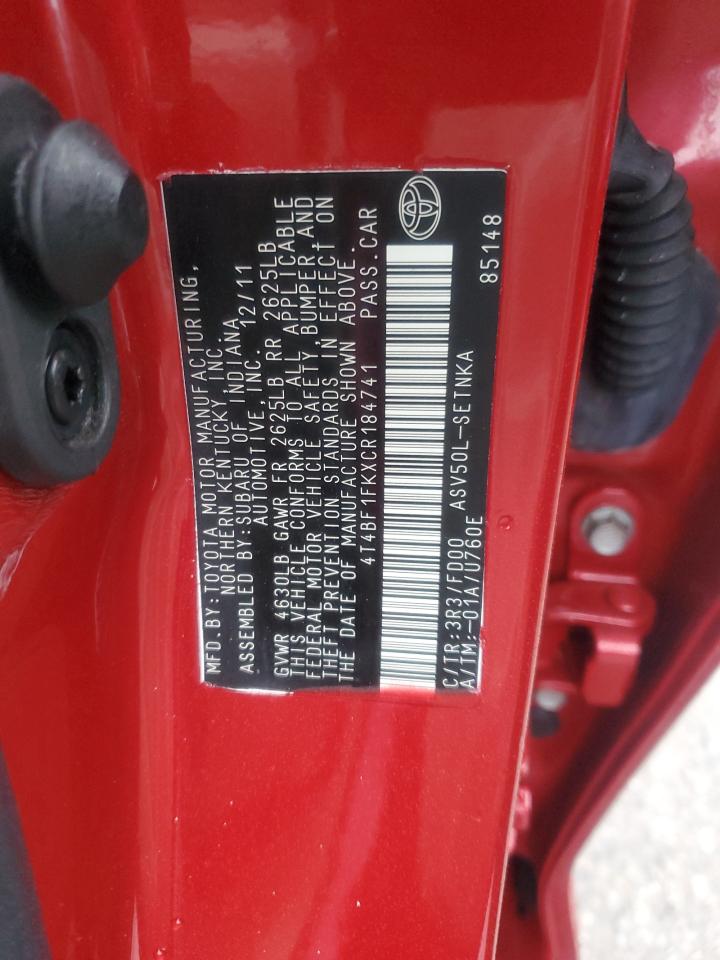 MFD.BY:TOYOTA MOTOR MANUFACTURING,
NORTHERN KENTUCKY, INC.
ASSEMBLED BY:SUBARU OF INDIANA
AUTOMOTIVE, INC. 12/11
GVWR 4630LB GAWR FR 2625LB RR 2625LB
THIS VEHICLE CONFORMS TO ALL APPLICABLE
FEDERAL MOTOR VEHICLE SAFETY, BUMPER, AND
THEFT PREVENTION STANDARDS IN EFFECT ON
THE DATE OF MANUFACTURE SHOWN ABOVE.
4T4BF1FKXCR184741 PASS.CAR
C/TR:3R3/FD00 ASV50L-SETNKA
A/TM:-01A/U760E 85148